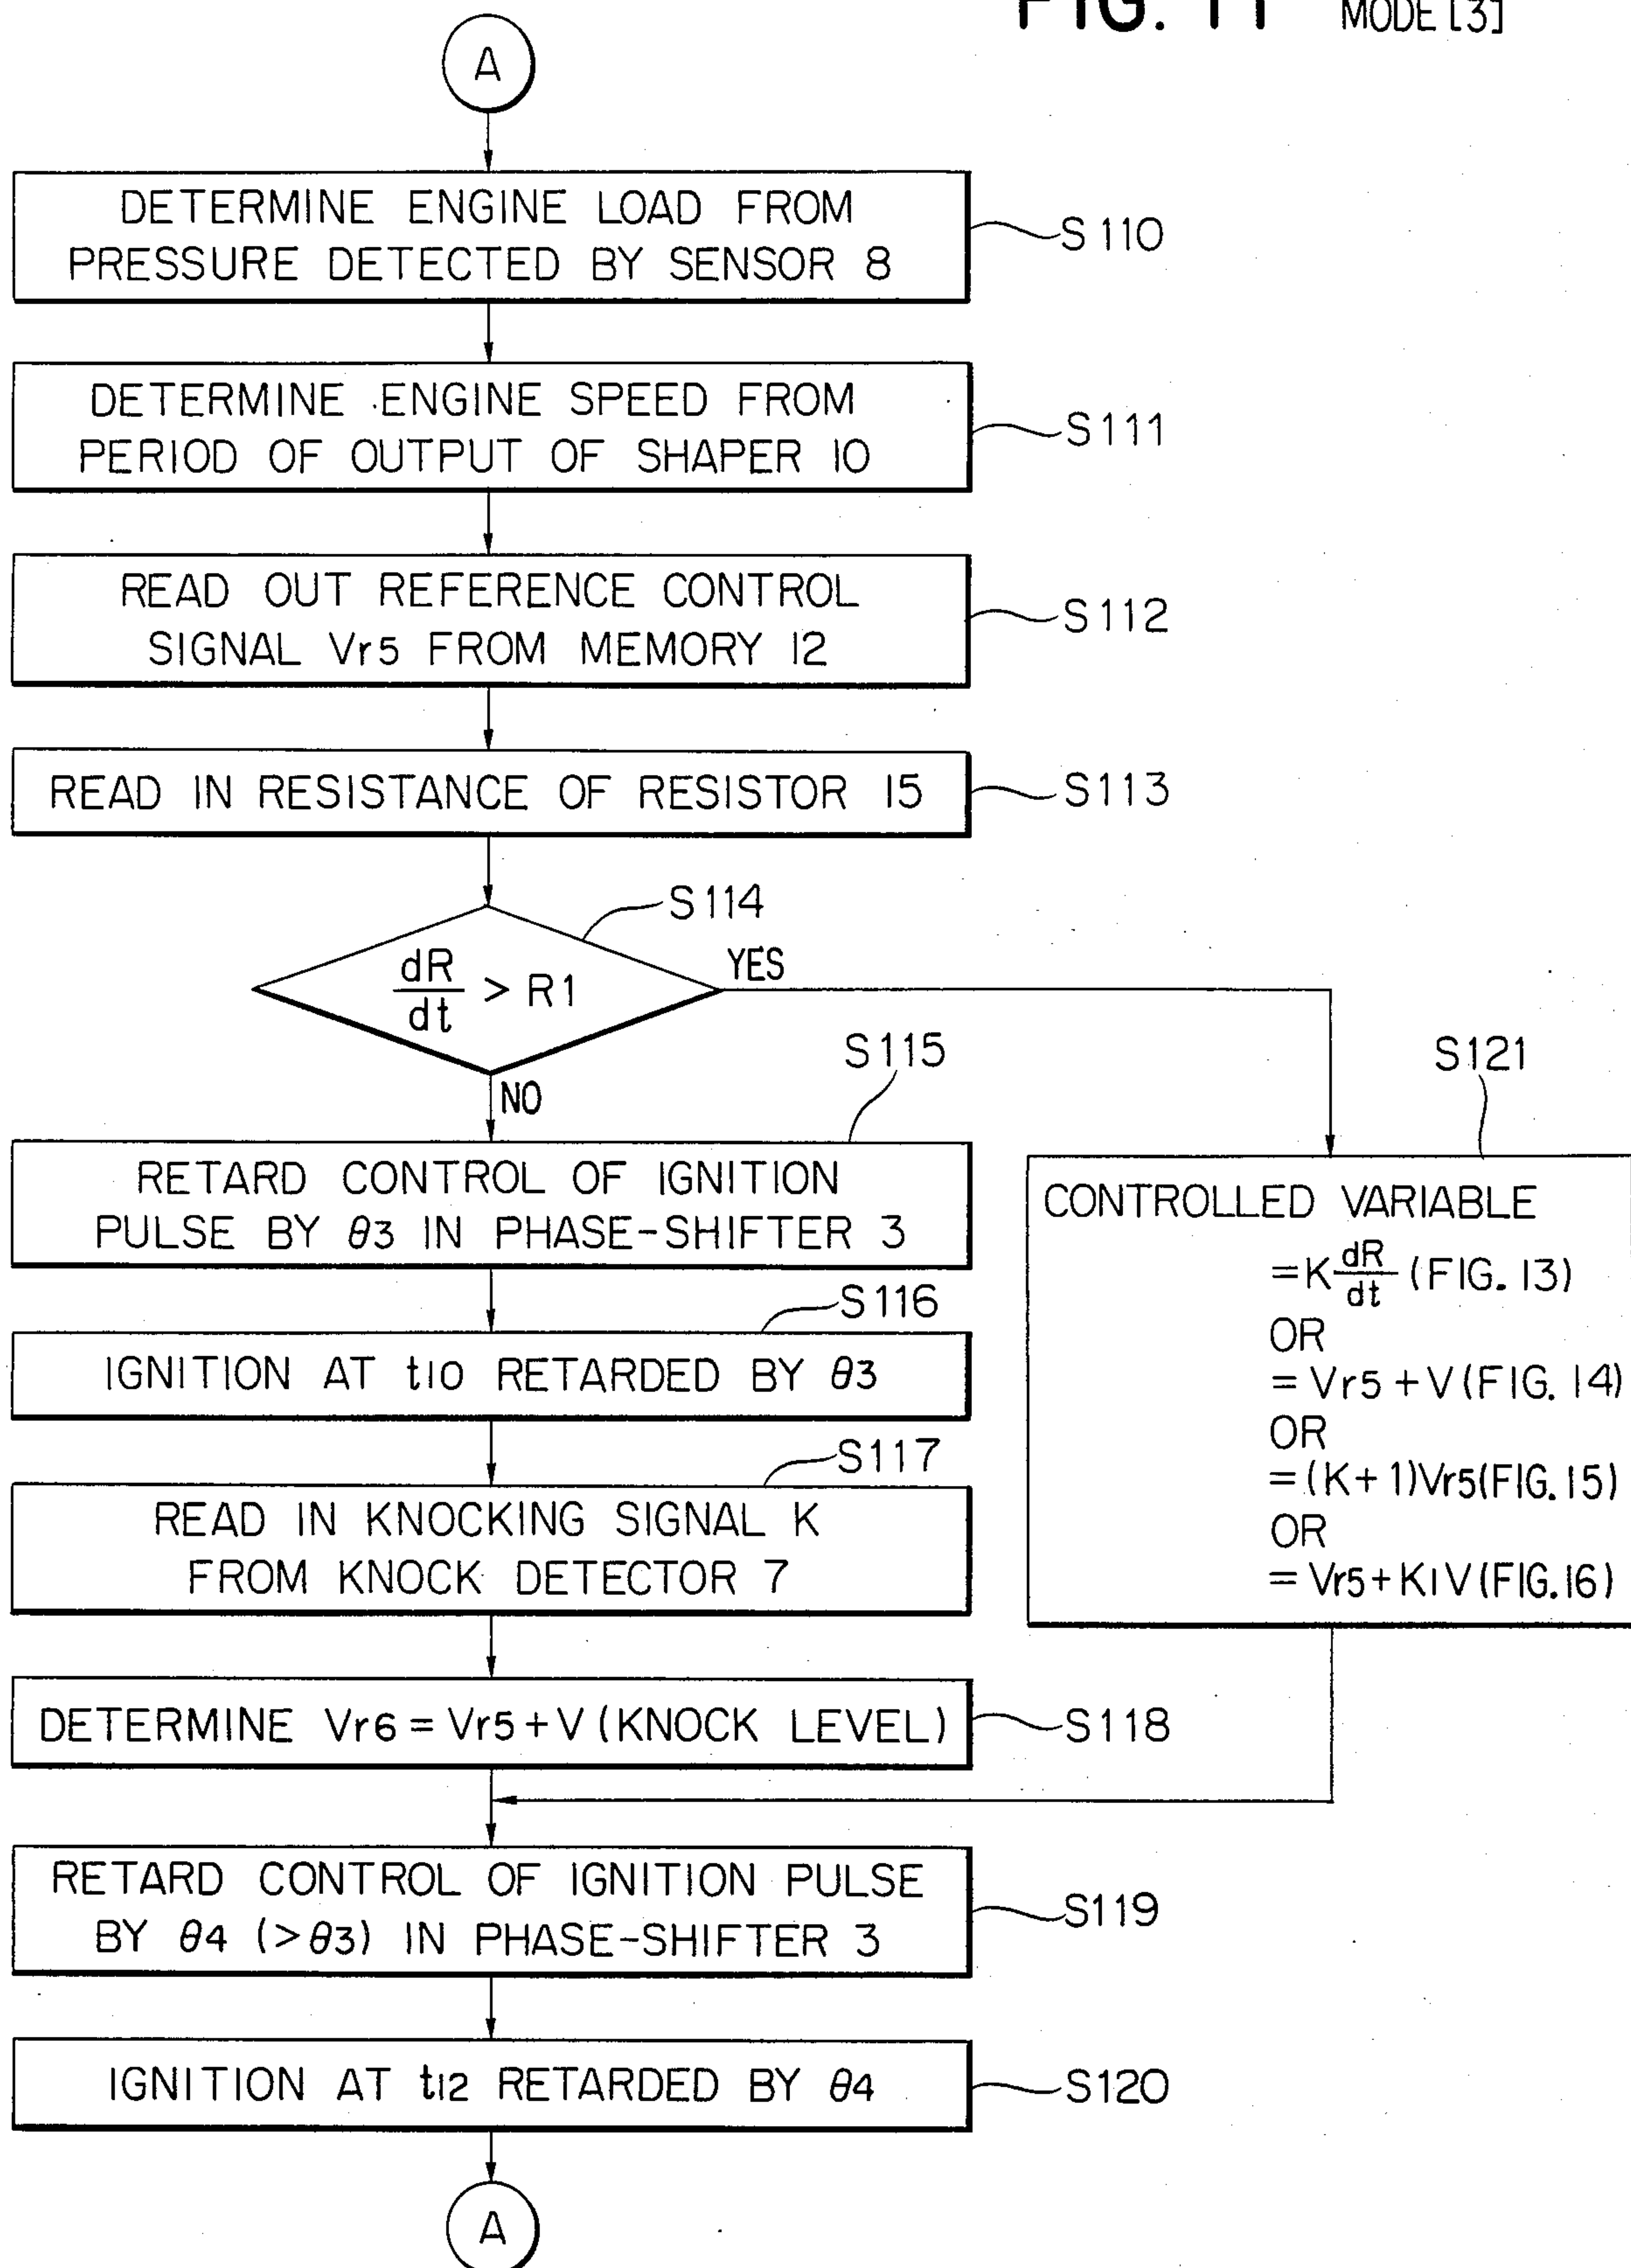 FIG. 11 MODE [3]
A
DETERMINE ENGINE LOAD FROM
PRESSURE DETECTED BY SENSOR 8
S110
DETERMINE ENGINE SPEED FROM
PERIOD OF OUTPUT OF SHAPER 10
S111
READ OUT REFERENCE CONTROL
SIGNAL Vr5 FROM MEMORY 12
S112
READ IN RESISTANCE OF RESISTOR 15
S113
S114
dR/dt > R1
YES
NO
S115
RETARD CONTROL OF IGNITION
PULSE BY θ3 IN PHASE-SHIFTER 3
S116
IGNITION AT t10 RETARDED BY θ3
S117
READ IN KNOCKING SIGNAL K
FROM KNOCK DETECTOR 7
DETERMINE Vr6 = Vr5 + V (KNOCK LEVEL)
S118
S121
CONTROLLED VARIABLE
=K dR/dt (FIG. 13)
OR
= Vr5 + V (FIG. 14)
OR
= (K + 1) Vr5 (FIG. 15)
OR
= Vr5 + K1V (FIG. 16)
RETARD CONTROL OF IGNITION PULSE
BY θ4 (>θ3) IN PHASE-SHIFTER 3
S119
IGNITION AT t12 RETARDED BY θ4
S120
A